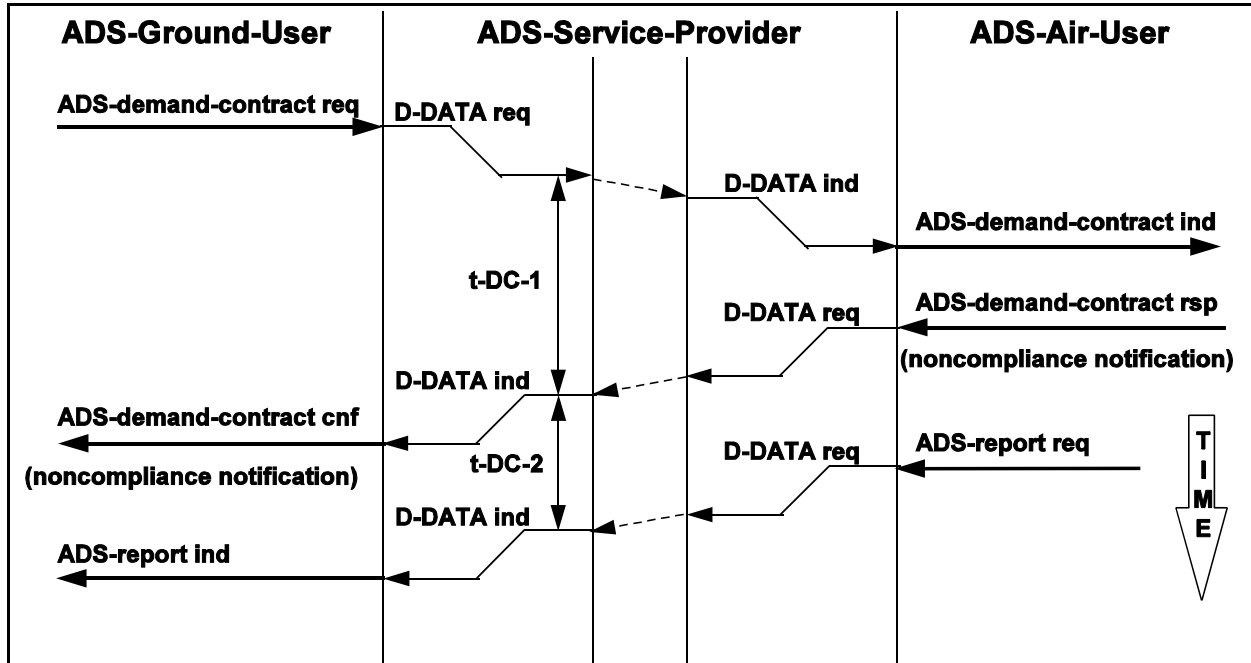 ADS-Ground-User
ADS-Service-Provider
ADS-Air-User
ADS-demand-contract req
D-DATA req
D-DATA ind
ADS-demand-contract ind
t-DC-1
D-DATA req
ADS-demand-contract rsp
(noncompliance notification)
D-DATA ind
ADS-demand-contract cnf
(noncompliance notification)
t-DC-2
D-DATA req
ADS-report req
D-DATA ind
ADS-report ind
TIME